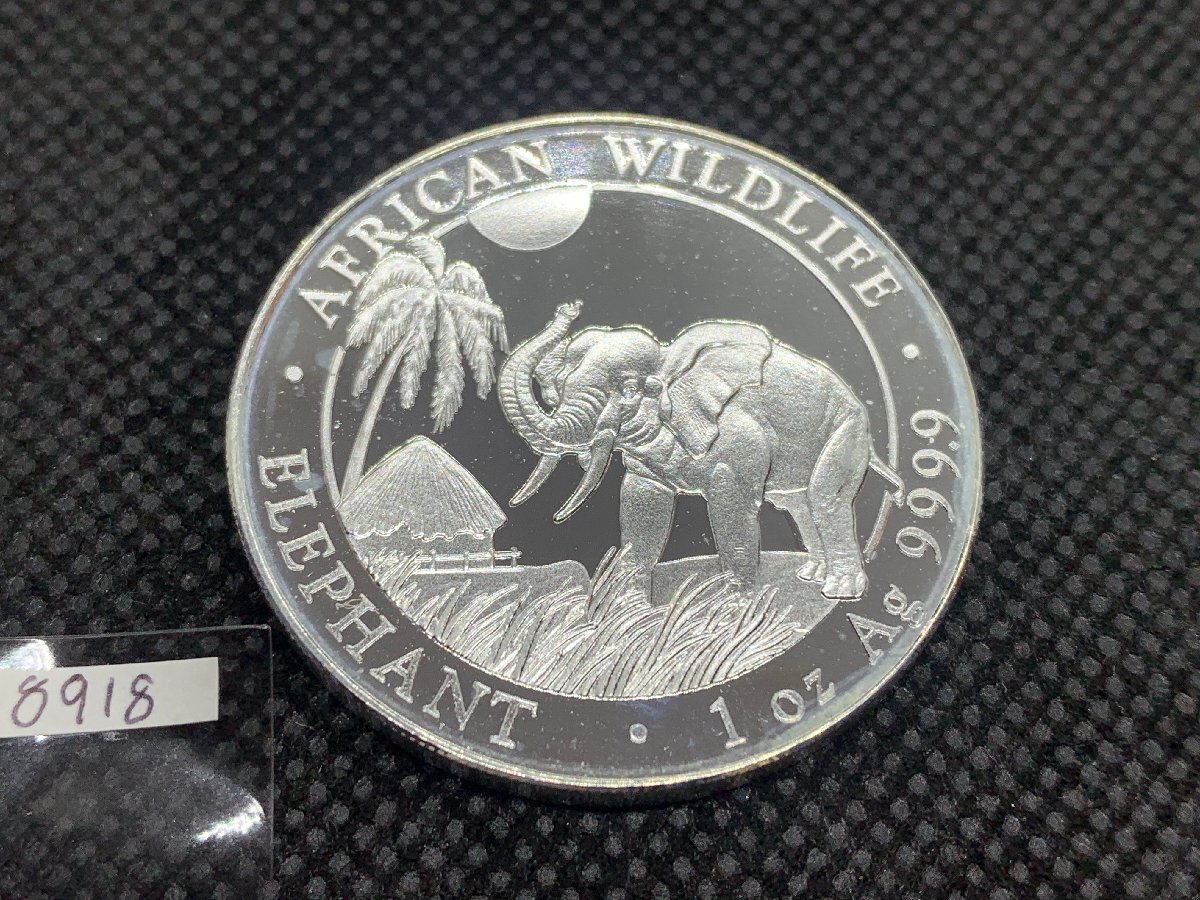 AFRICAN WILDLIFE
ELEPHANT • 1 oz Ag 999.9
8918